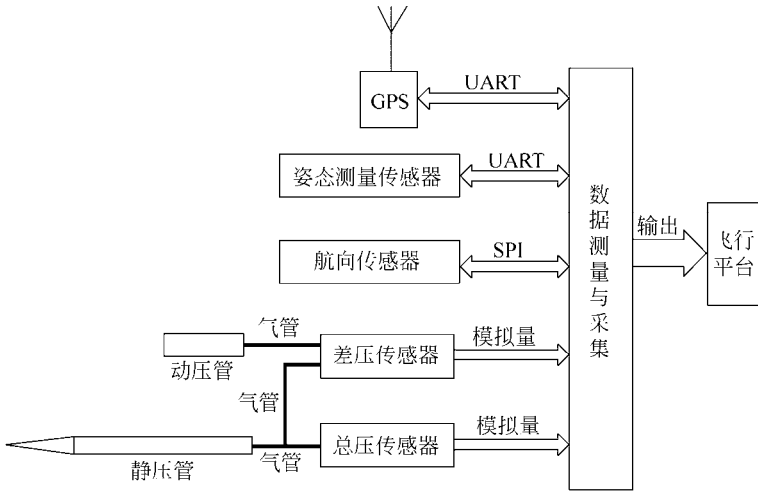 GPS
UART
姿态测量传感器
UART
航向传感器
SPI
数据测量与采集
输出
飞行
平台
动压管
气管
差压传感器
模拟量
气管
静压管
气管
总压传感器
模拟量